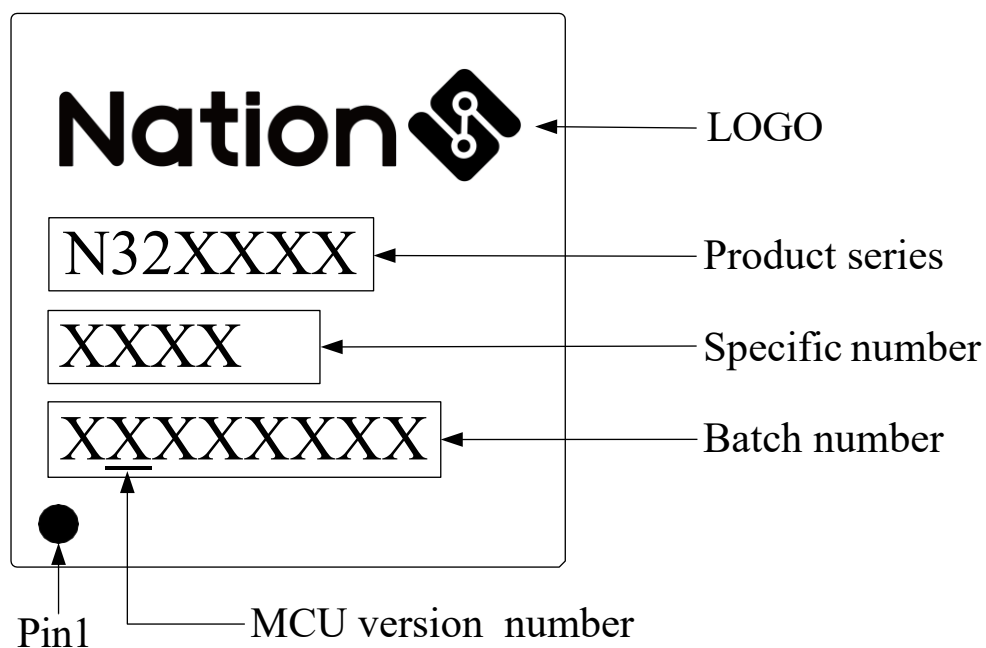 Nation
LOGO
N32XXXX
Product series
XXXX
Specific number
XXXXXXXX
Batch number
Pin1
MCU version number